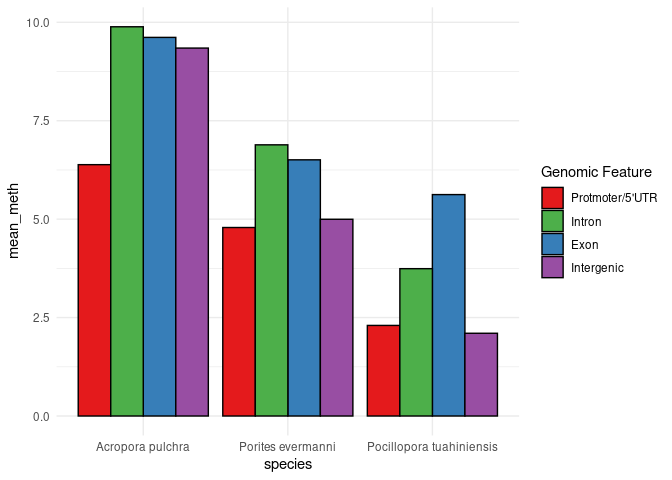 10.0
7.5
5.0
2.5
0.0
mean_meth
Acropora pulchra
Porites evermanni
Pocillopora tuahiniensis
species
Genomic Feature
Protmoter/5'UTR
Intron
Exon
Intergenic